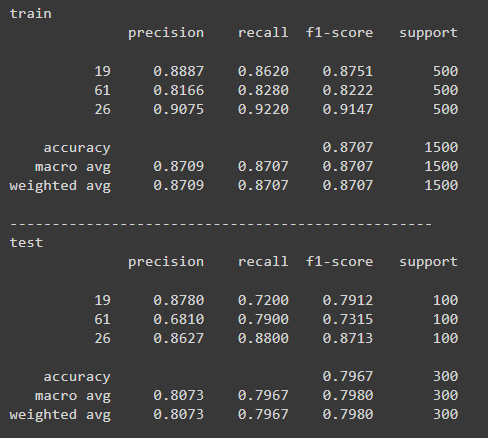 train
precision recall f1-score support
19 0.8887 0.8620 0.8751 500
61 0.8166 0.8280 0.8222 500
26 0.9075 0.9220 0.9147 500
accuracy 0.8707 1500
macro avg 0.8709 0.8707 0.8707 1500
weighted avg 0.8709 0.8707 0.8707 1500
--------------------------------------------------
test
precision recall f1-score support
19 0.8780 0.7200 0.7912 100
61 0.6810 0.7900 0.7315 100
26 0.8627 0.8800 0.8713 100
accuracy 0.7967 300
macro avg 0.8073 0.7967 0.7980 300
weighted avg 0.8073 0.7967 0.7980 300